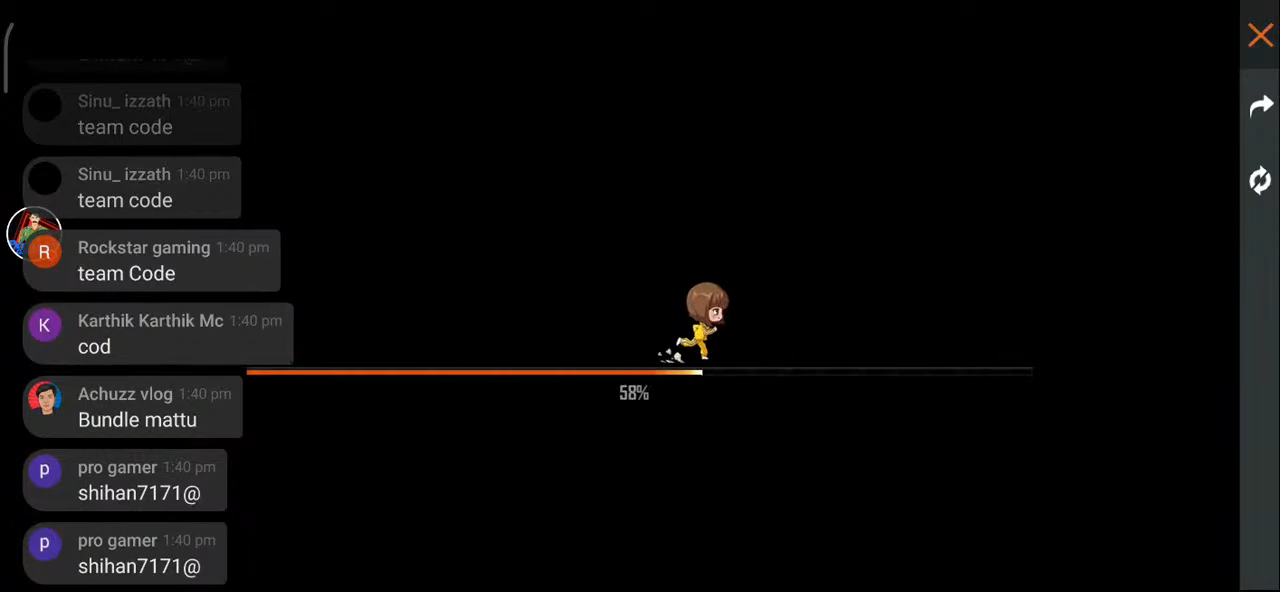 Sinu_ izzath 1:40 pm
team code
Sinu_ izzath 1:40 pm
team code
R
Rockstar gaming 1:40 pm
team Code
K
Karthik Karthik Mc 1:40 pm
cod
58%
Achuzz vlog 1:40 pm
Bundle mattu
p
pro gamer 1:40 pm
shihan7171@
p
pro gamer 1:40 pm
shihan7171@